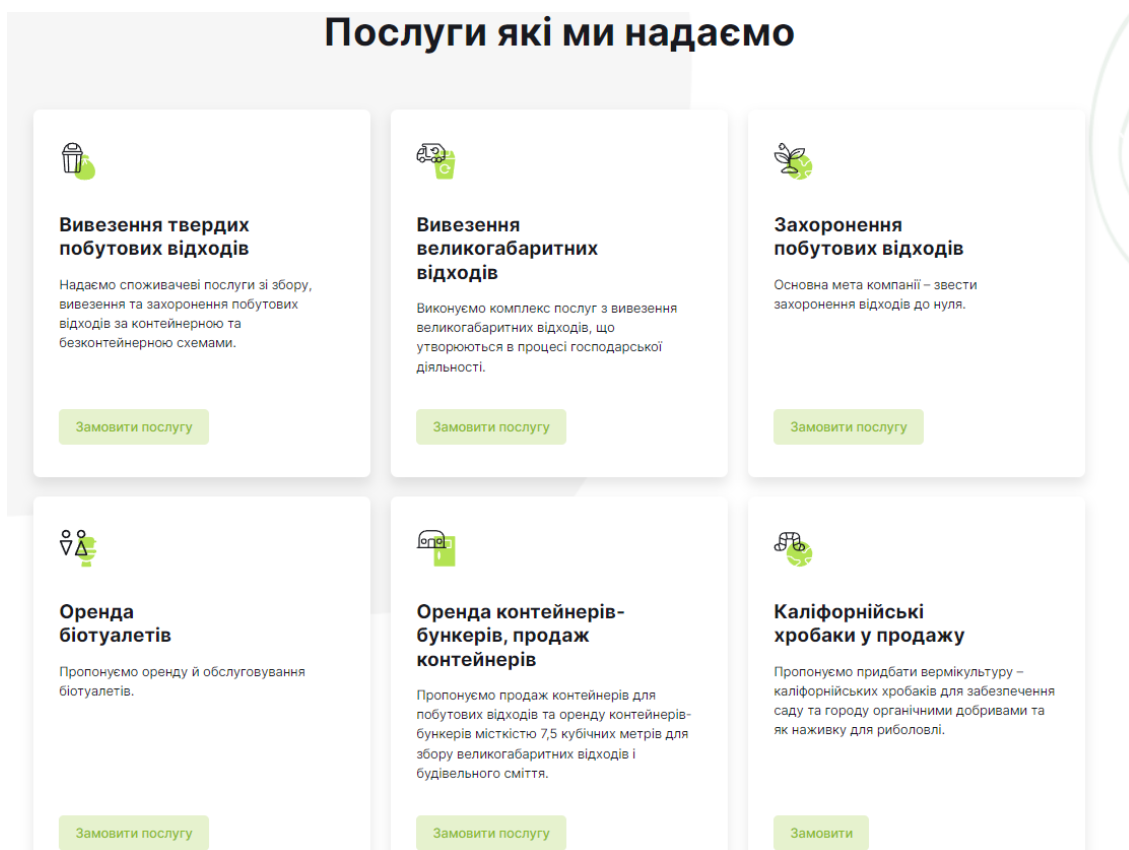 Послуги які ми надаємо
Вивезення твердих
побутових відходів
Надаємо споживачеві послуги зі збору,
вивезення та захоронення побутових
відходів за контейнерною та
безконтейнерною схемами.
Замовити послугу
Вивезення
великогабаритних
відходів
Виконуємо комплекс послуг з вивезення
великогабаритних відходів, що
утворюються в процесі господарської
діяльності.
Замовити послугу
Захоронення
побутових відходів
Основна мета компанії – звести
захоронення відходів до нуля.
Замовити послугу
Оренда
біотуалетів
Пропонуємо оренду й обслуговування
біотуалетів.
Замовити послугу
Оренда контейнерів-
бункерів, продаж
контейнерів
Пропонуємо продаж контейнерів для
побутових відходів та оренду контейнерів-
бункерів місткістю 7,5 кубічних метрів для
збору великогабаритних відходів і
будівельного сміття.
Замовити послугу
Каліфорнійські
хробаки у продажу
Пропонуємо придбати вермікультуру –
каліфорнійських хробаків для забезпечення
саду та городу органічними добривами та
як наживку для риболовлі.
Замовити